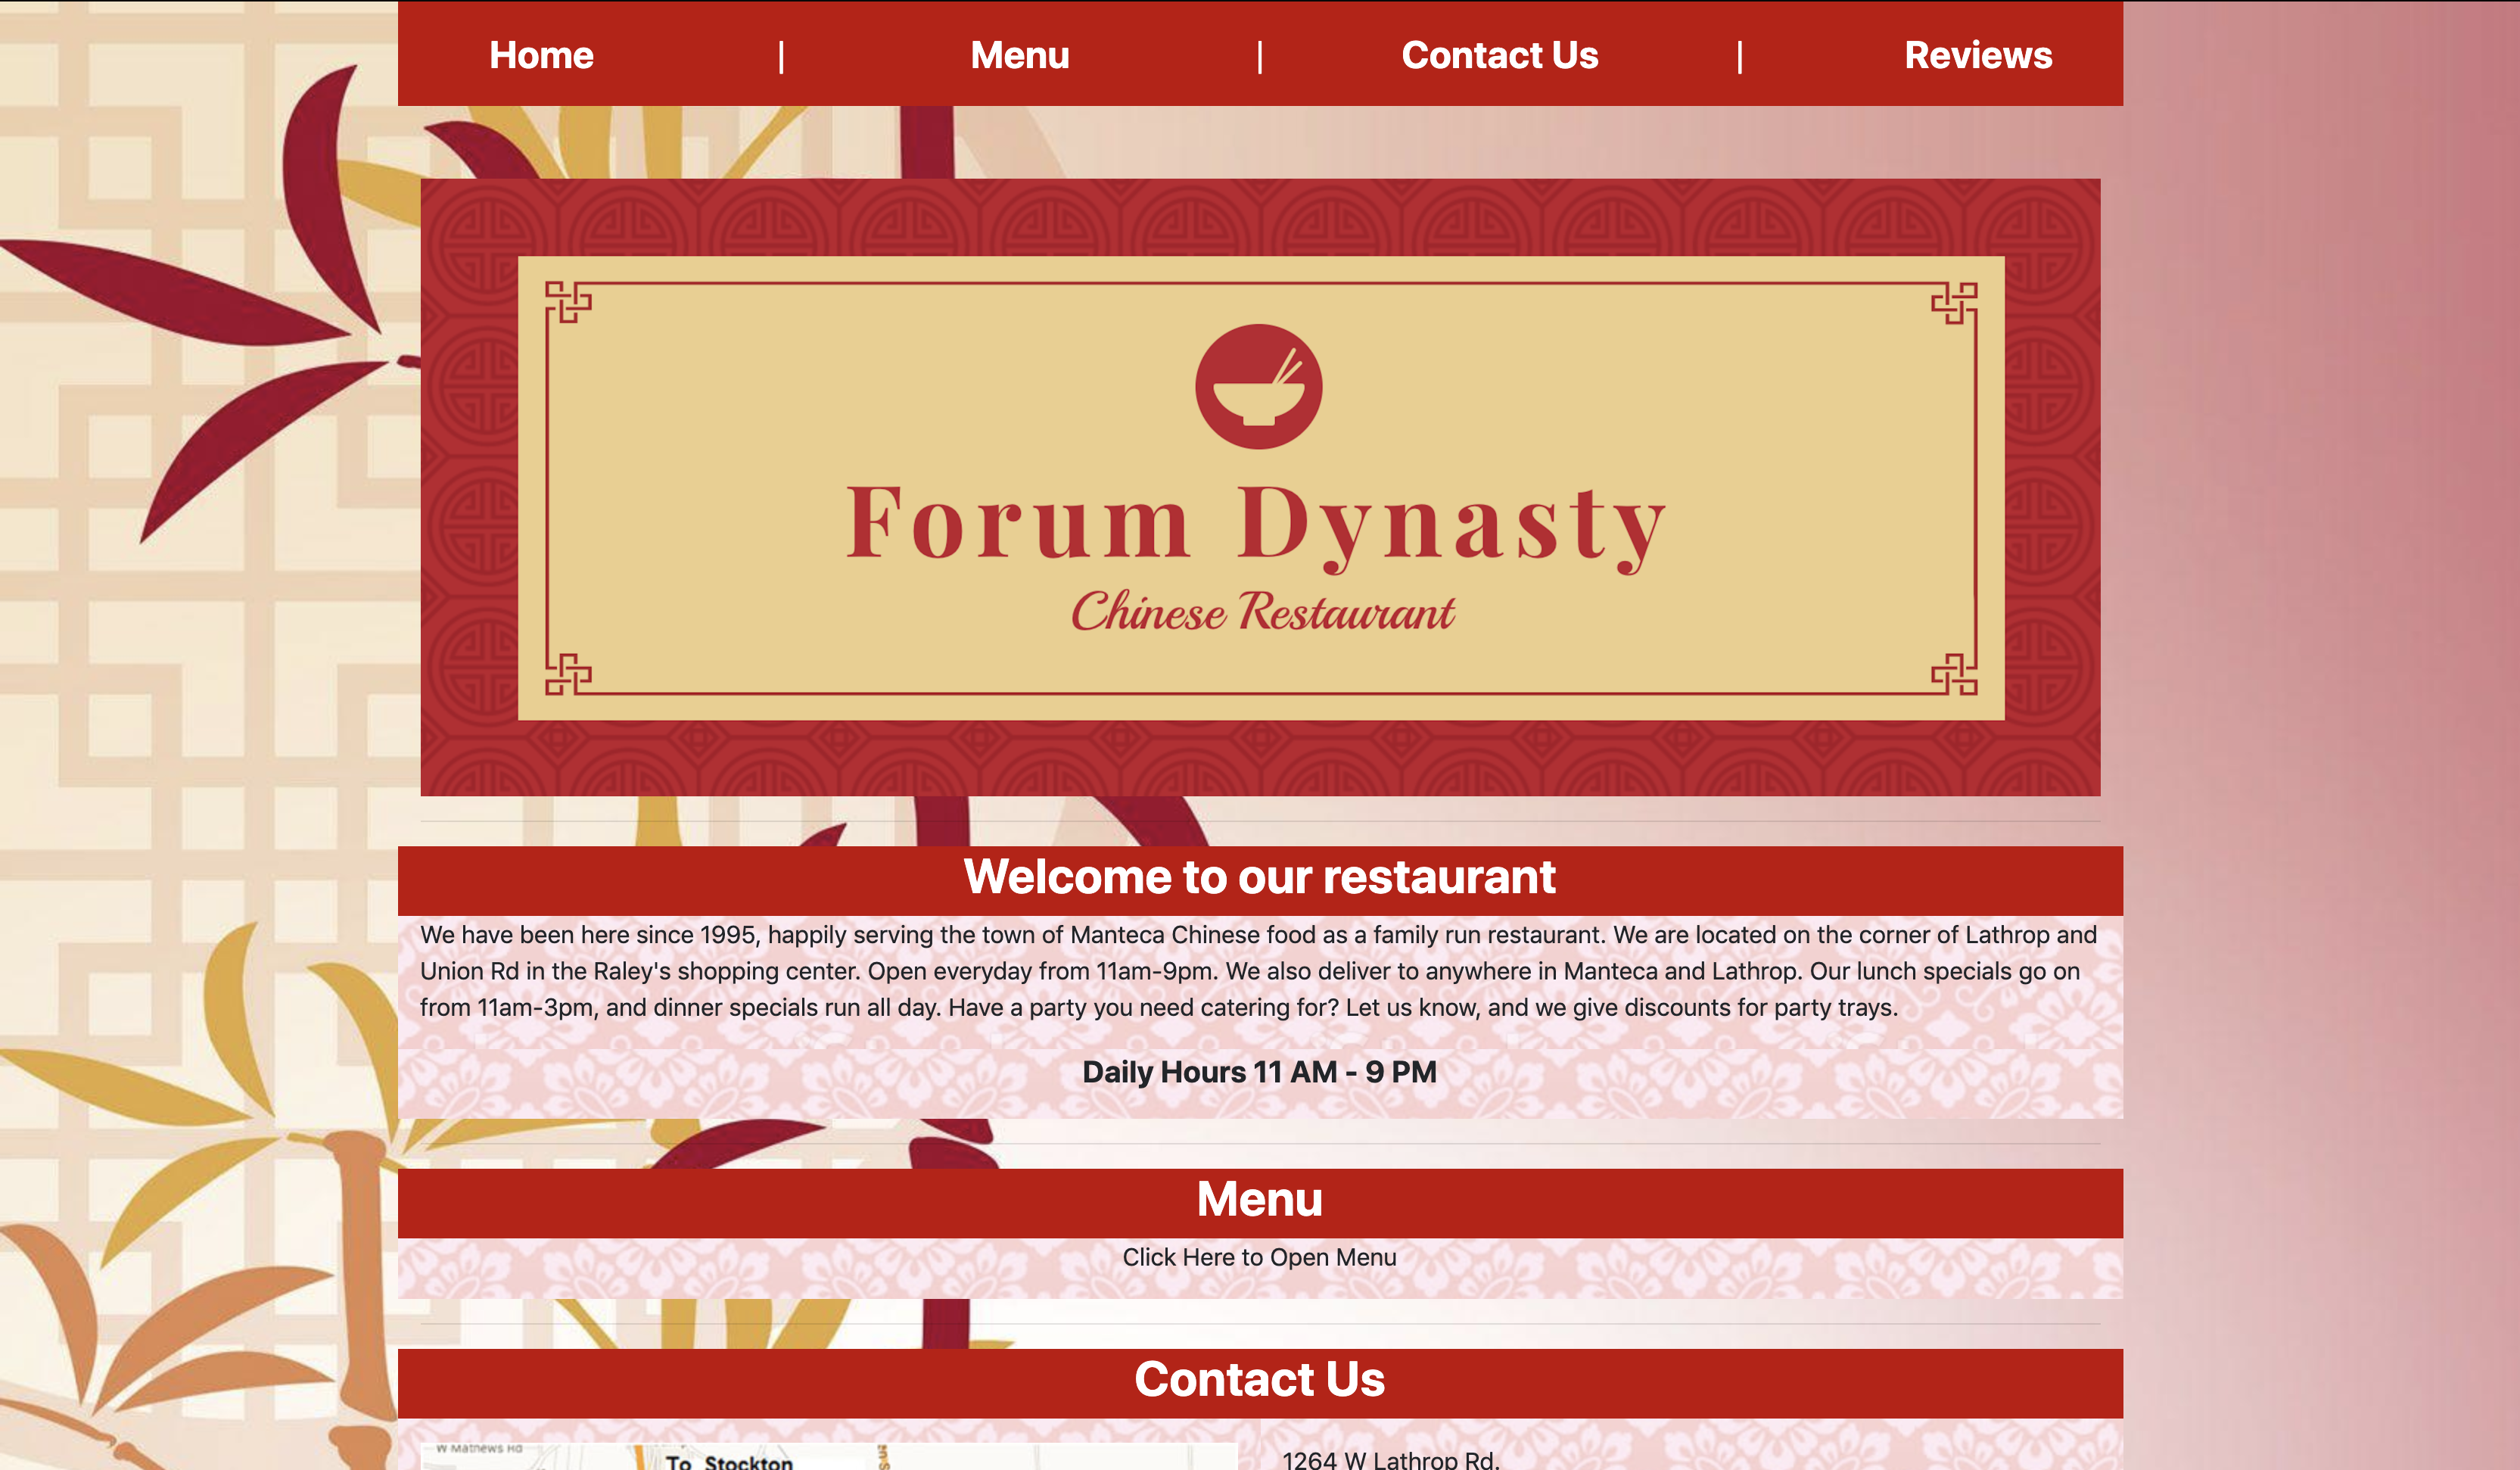 Home | Menu | Contact Us | Reviews
Forum Dynasty
Chinese Restaurant
Welcome to our restaurant
We have been here since 1995, happily serving the town of Manteca Chinese food as a family run restaurant. We are located on the corner of Lathrop and
Union Rd in the Raley's shopping center. Open everyday from 11am-9pm. We also deliver to anywhere in Manteca and Lathrop. Our lunch specials go on
from 11am-3pm, and dinner specials run all day. Have a party you need catering for? Let us know, and we give discounts for party trays.
Daily Hours 11 AM - 9 PM
Menu
Click Here to Open Menu
Contact Us
W Mathews Rd
To Stockton
1264 W Lathrop Rd.